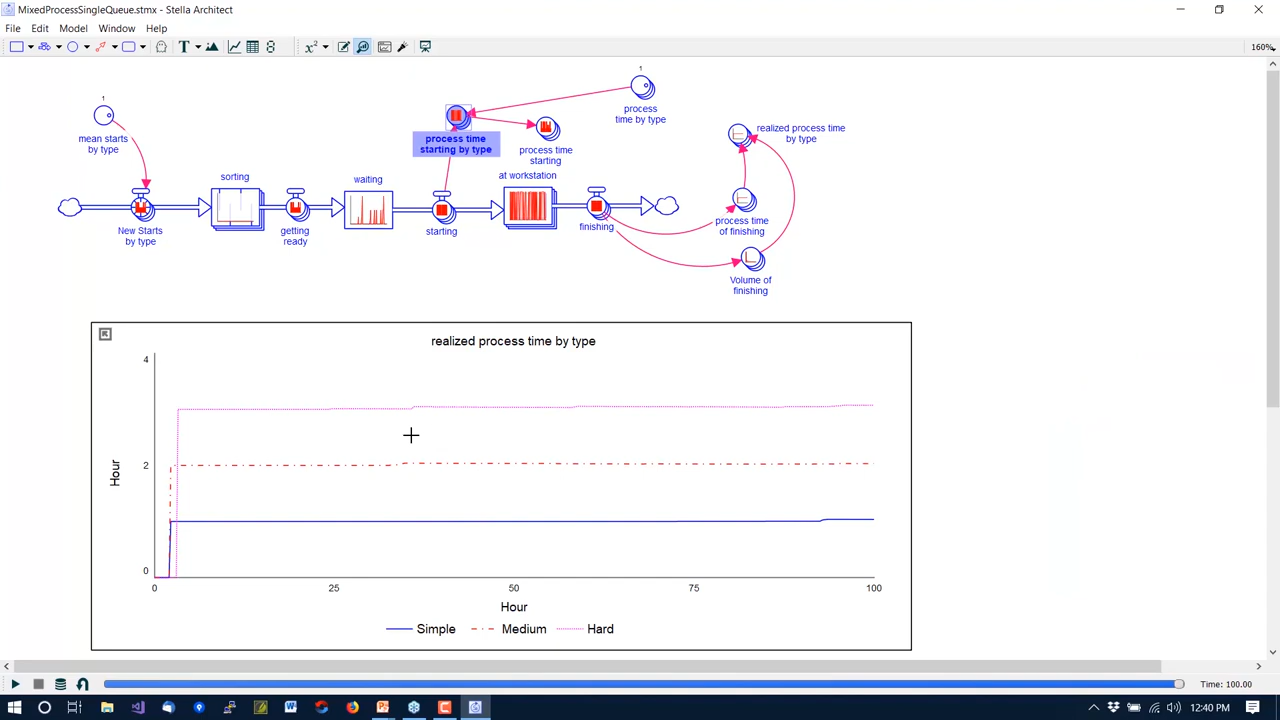 MixedProcessSingleQueue.stmx - Stella Architect
File Edit Model Window Help
T x² 160%
1
process
time by type
1
mean starts
by type
process time
starting by type
process time
starting
realized process time
by type
sorting
waiting
at workstation
New Starts
by type
getting
ready
starting
finishing
process time
of finishing
Volume of
finishing
realized process time by type
4
2
0
Hour
0 25 50 75 100
Hour
Simple Medium Hard
Time: 100.00
12:40 PM